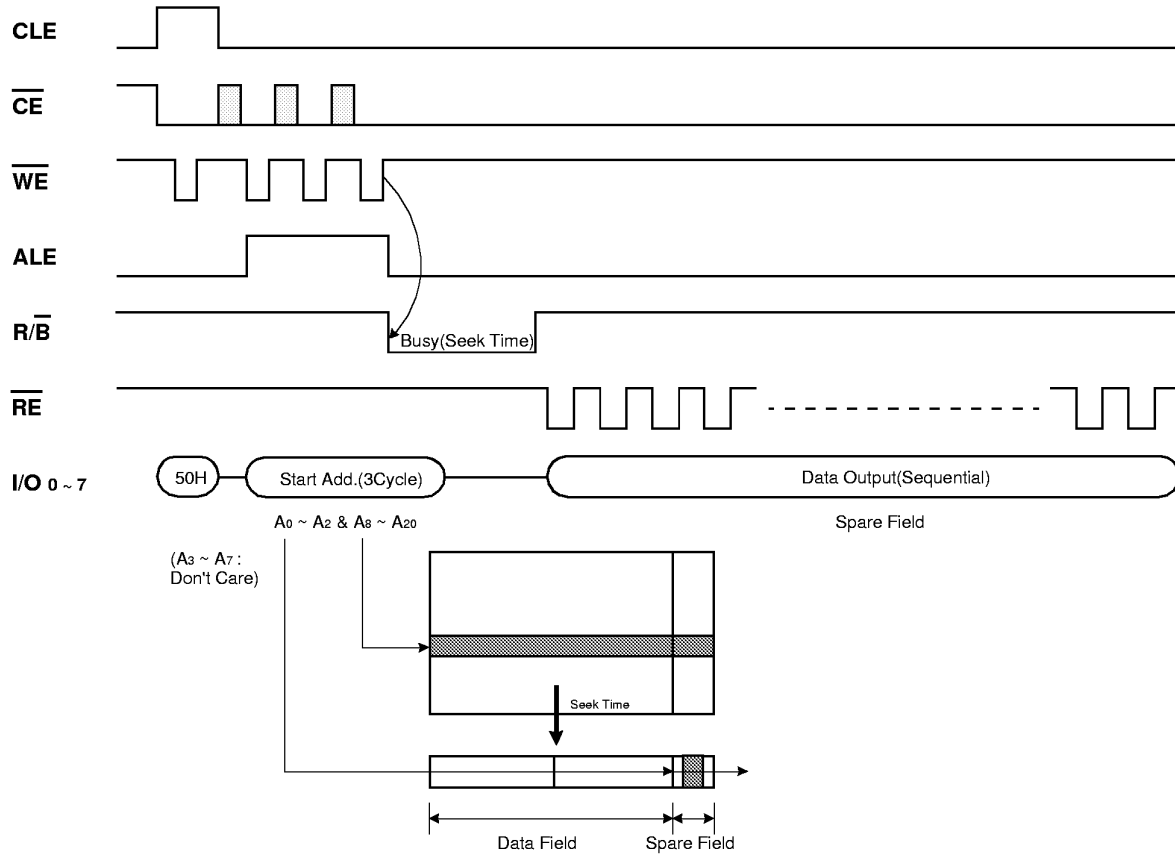 CLE
CE
WE
ALE
R/B
Busy(Seek Time)
RE
I/O 0 ~ 7
50H
Start Add.(3Cycle)
Data Output(Sequential)
A0 ~ A2 & A8 ~ A20
Spare Field
(A3 ~ A7 :
Don't Care)
Seek Time
Data Field
Spare Field